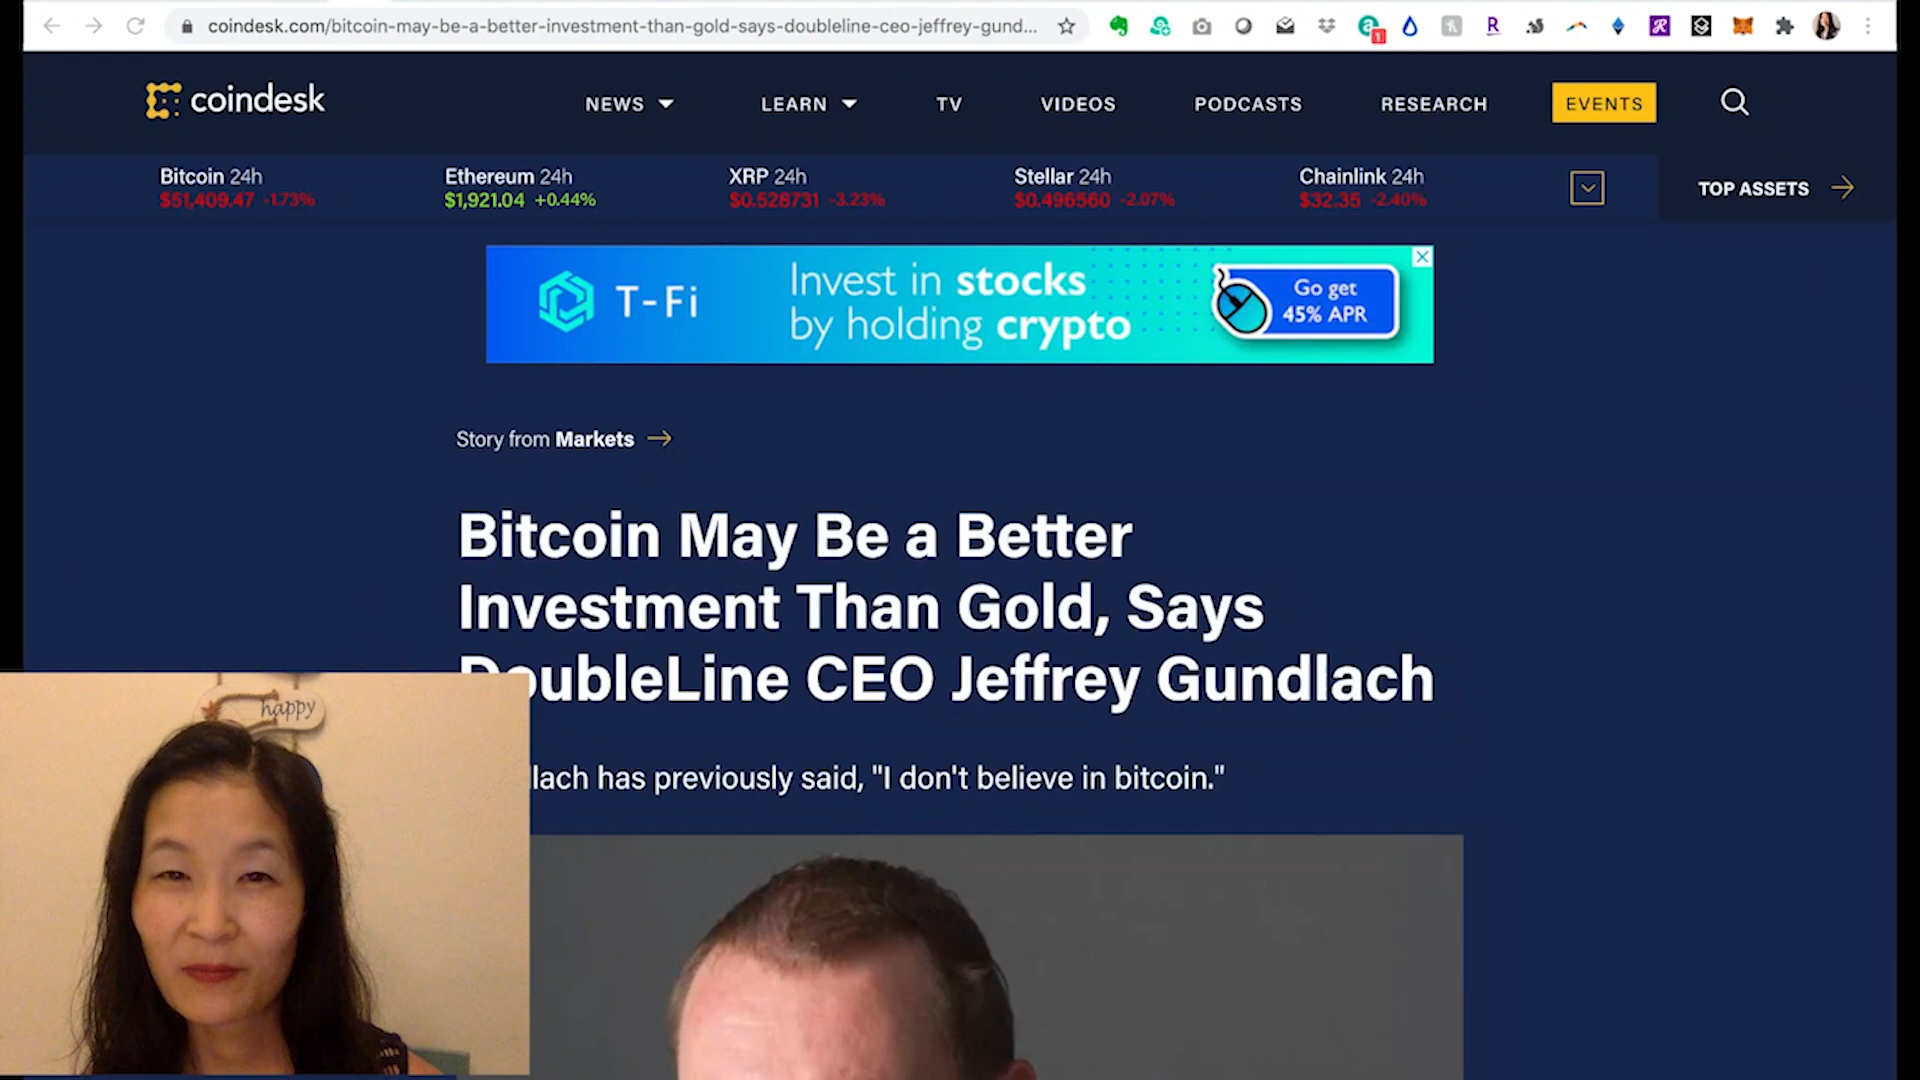 coindesk.com/bitcoin-may-be-a-better-investment-than-gold-says-doubleline-ceo-jeffrey-gund...
coindesk
NEWS
LEARN
TV
VIDEOS
PODCASTS
RESEARCH
EVENTS
Bitcoin 24h
$51,409.47 -1.73%
Ethereum 24h
$1,921.04 +0.44%
XRP 24h
$0.528731 -3.23%
Stellar 24h
$0.496560 -2.07%
Chainlink 24h
$32.35 -2.40%
TOP ASSETS
T-Fi
Invest in stocks
by holding crypto
Go get
45% APR
Story from Markets
Bitcoin May Be a Better
Investment Than Gold, Says
DoubleLine CEO Jeffrey Gundlach
lach has previously said, "I don't believe in bitcoin."
happy